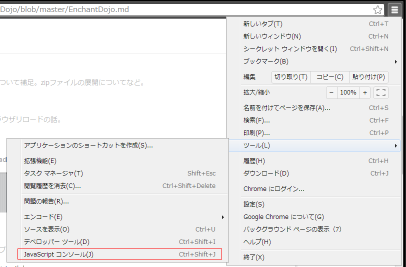 Dojo/blob/master/EnchantDojo.md
新しいタブ(T) Ctrl+T
新しいウィンドウ(N) Ctrl+N
シークレット ウィンドウを開く(I) Ctrl+Shift+N
ブックマーク(B)
編集 切り取り(T) コピー(C) 貼り付け(P)
拡大/縮小 － 100% +
名前を付けてページを保存(A)... Ctrl+S
検索(F)... Ctrl+F
印刷(P)... Ctrl+P
ツール(L)
履歴(H) Ctrl+H
ダウンロード(D) Ctrl+J
Chrome にログイン...
設定(S)
Google Chrome について(G)
バックグラウンド ページの表示 (7)
ヘルプ(H)
終了(X)
ついて補足。apファイルの展開についてなど。
ウザリロードの話。
アプリケーションのショートカットを作成(S)...
拡張機能(E)
タスク マネージャ(T) Shift+Esc
閲覧履歴を消去(C)... Ctrl+Shift+Delete
問題の報告(R)...
エンコード(E)
ソースを表示(O) Ctrl+U
デベロッパー ツール(D) Ctrl+Shift+I
JavaScript コンソール(J) Ctrl+Shift+J